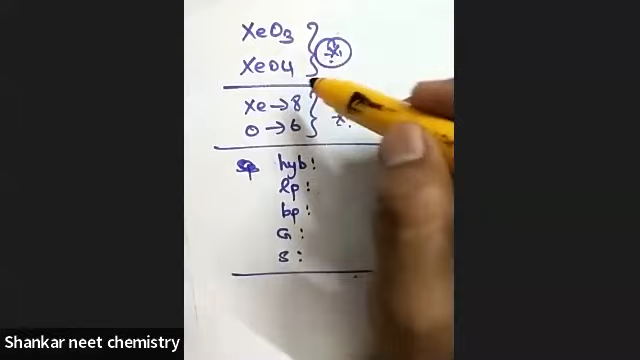 XeO3
XeO4
Xe → 8
O → 6
hyb:
lp:
bp:
G:
S:
Shankar neet chemistry